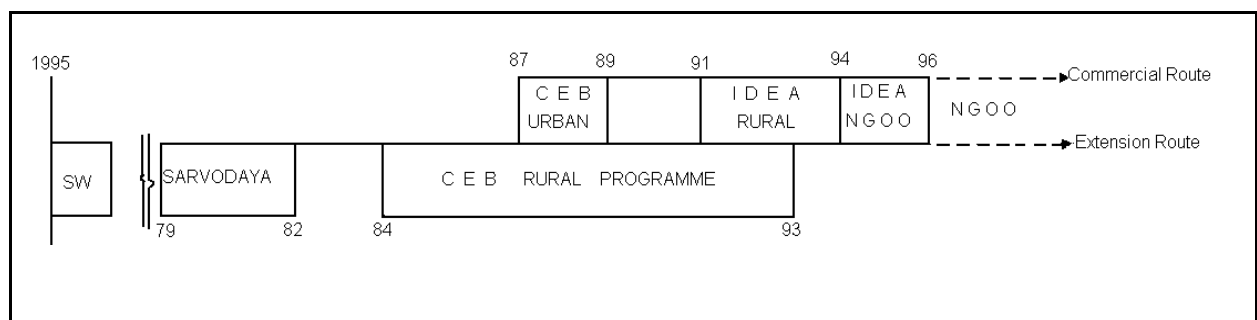 1995
87
89
91
94
96
Commercial Route
C E B
URBAN
I D E A
RURAL
I D E A
N G O O
N G O O
Extension Route
SW
SARVODAYA
C E B RURAL PROGRAMME
79
82
84
93